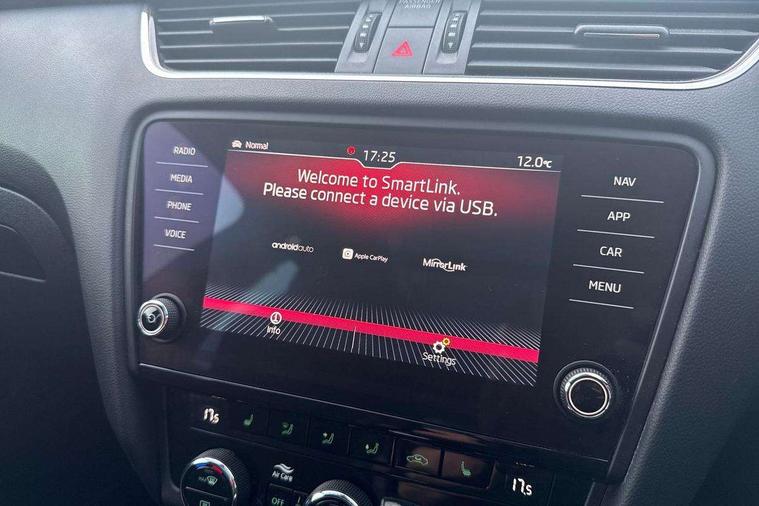 PASSENGER
AIRBAG
Normal
17:25
12.0°C
RADIO
MEDIA
PHONE
VOICE
Welcome to SmartLink.
Please connect a device via USB.
androidauto
Apple CarPlay
MirrorLink
Info
Settings
NAV
APP
CAR
MENU
17.5
Air Care
OFF
17.5